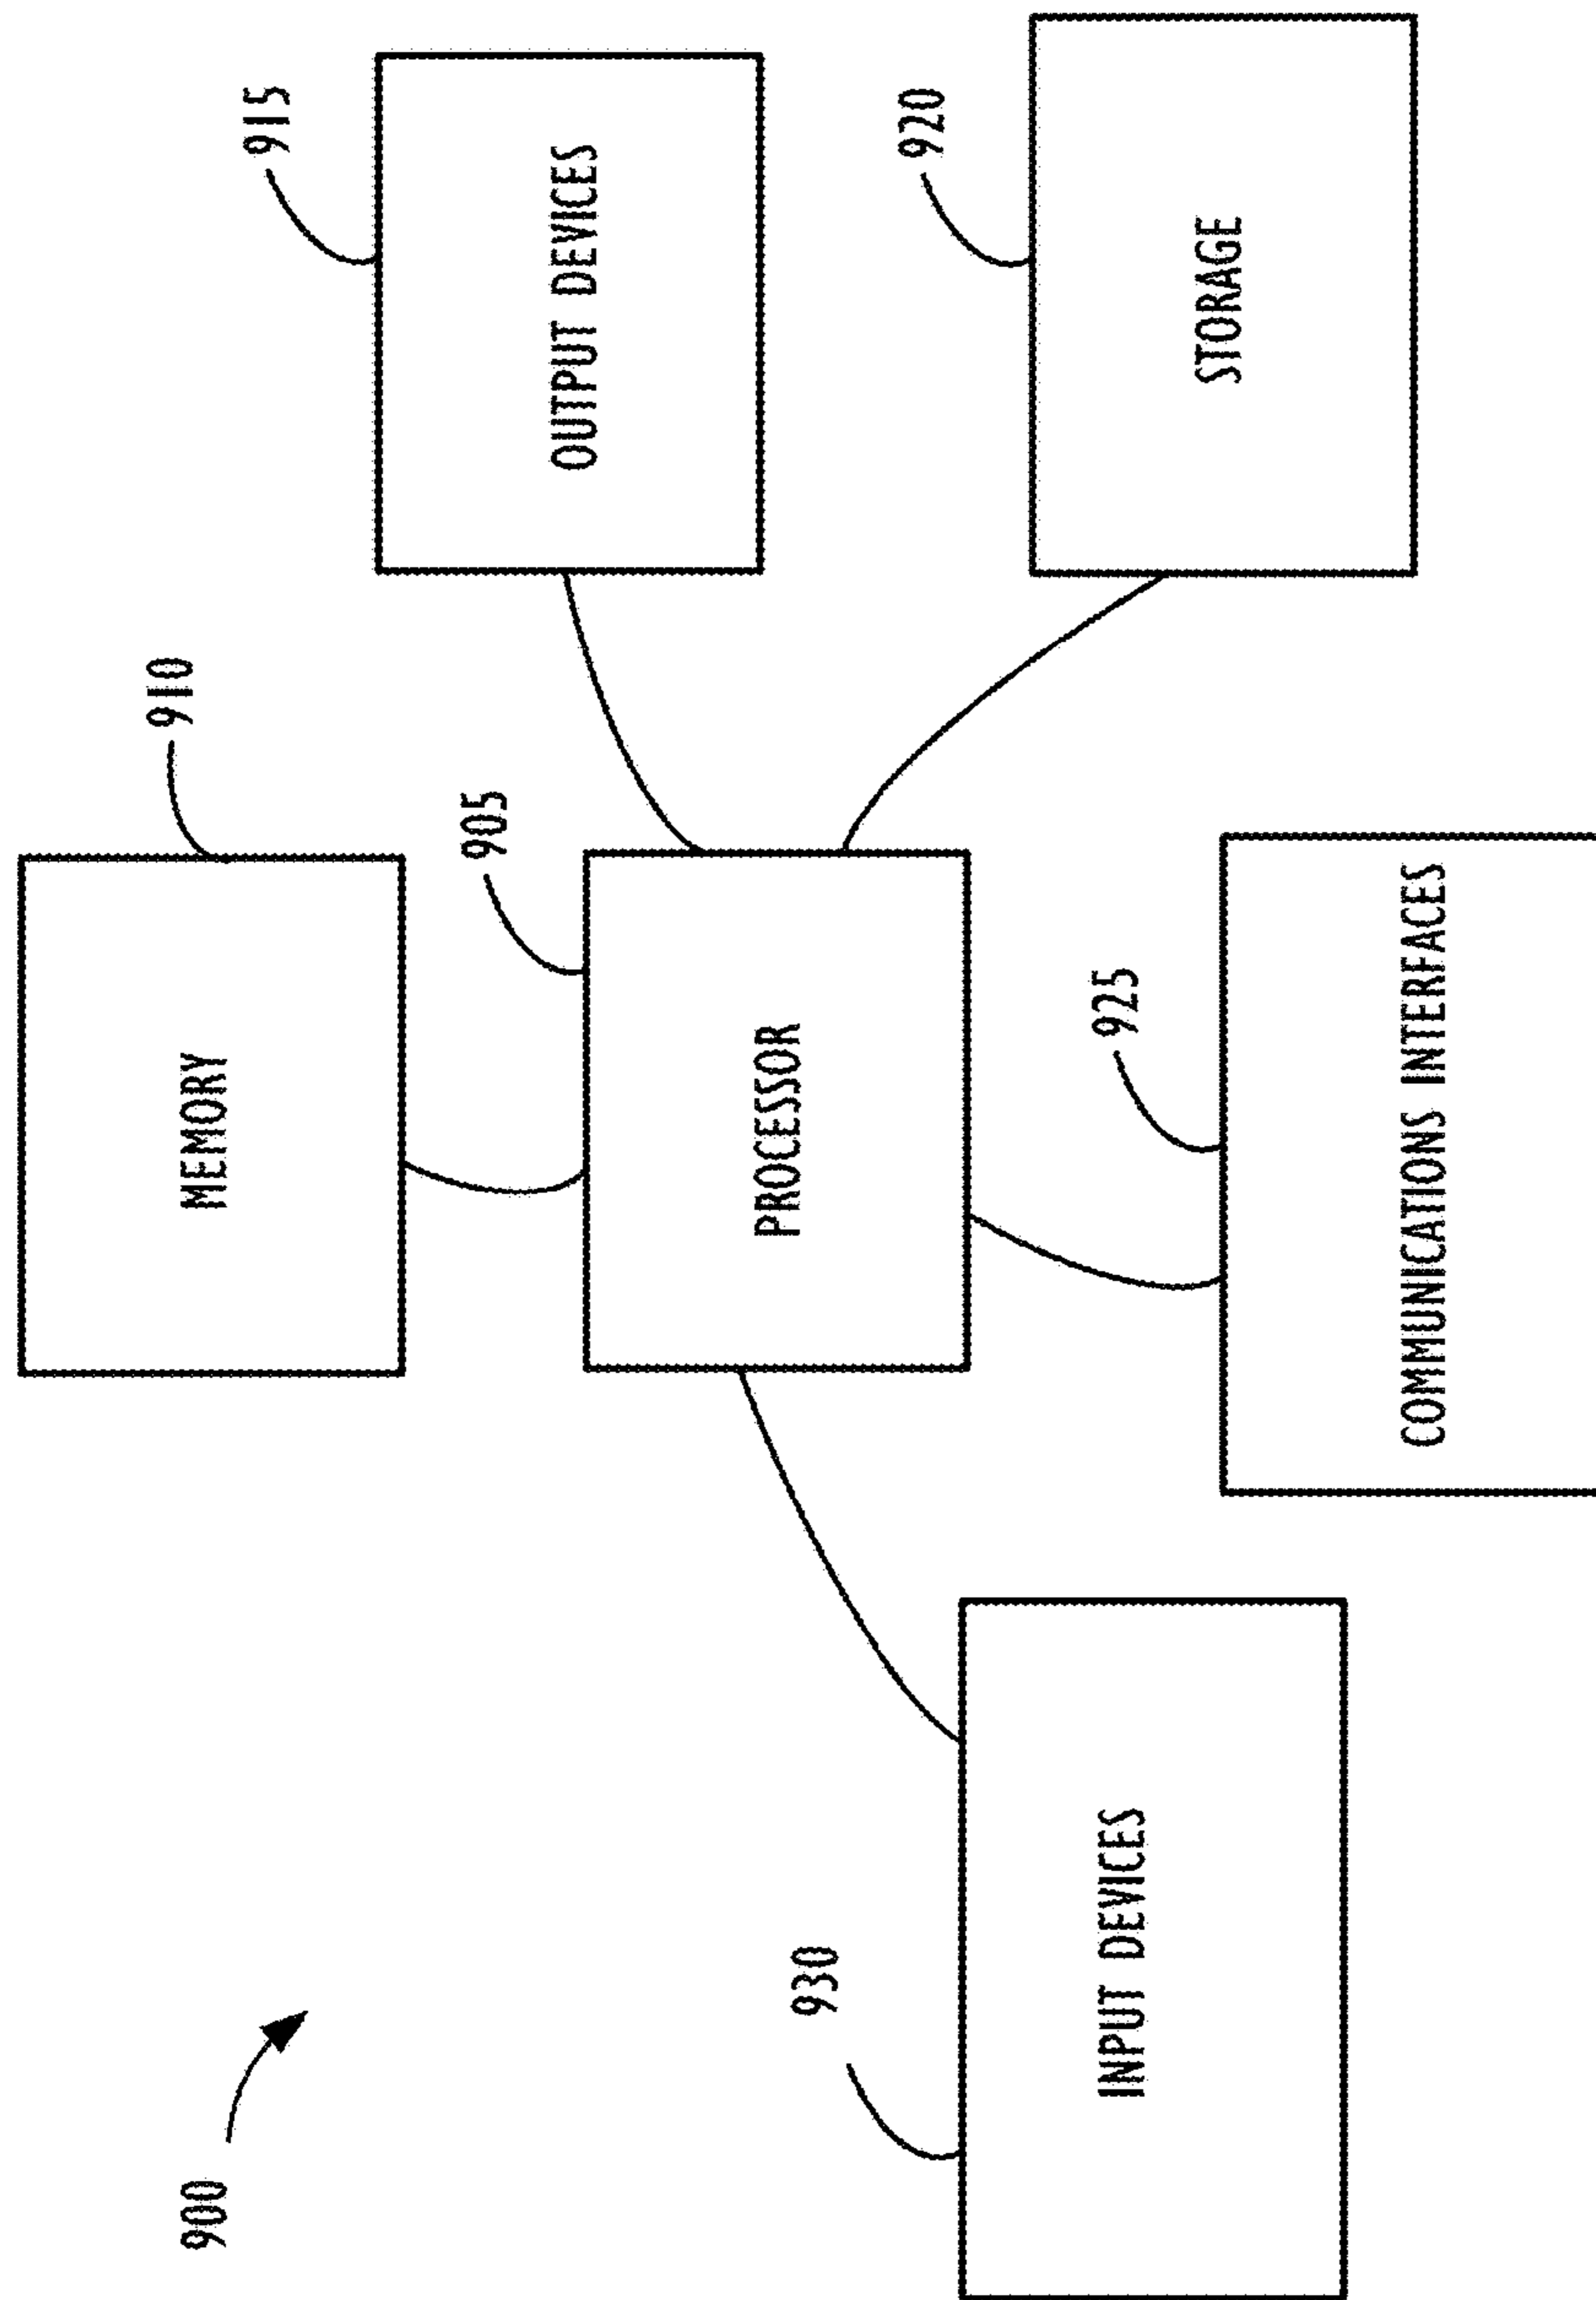 900
910
MEMORY
915
OUTPUT DEVICES
905
PROCESSOR
920
STORAGE
930
INPUT DEVICES
925
COMMUNICATIONS INTERFACES